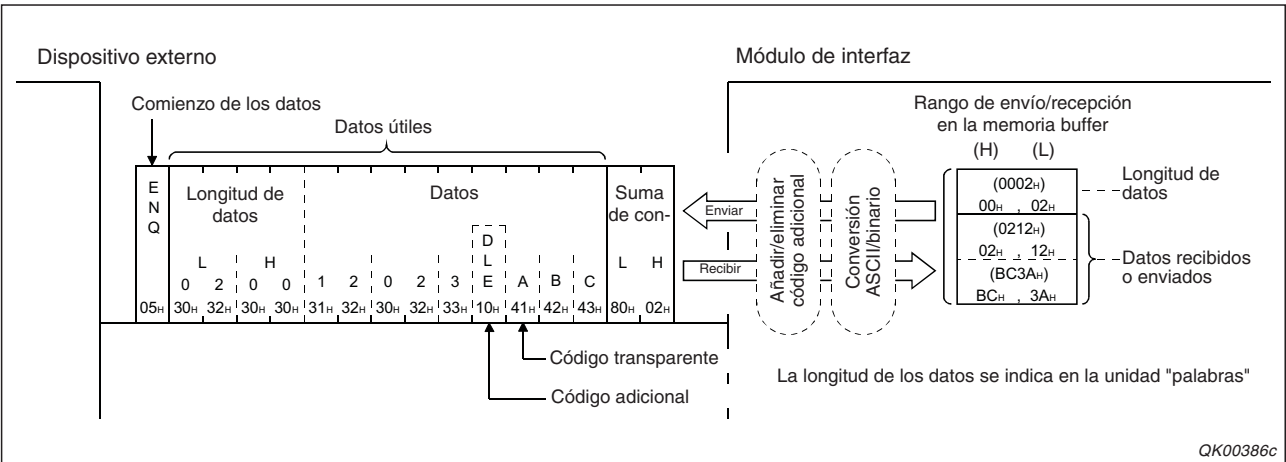 Dispositivo externo
Módulo de interfaz
Comienzo de los datos
Datos útiles
Rango de envío/recepción
en la memoria buffer
(H) (L)
E
N
Q
Longitud de
datos
Datos
Suma
de con-
L H
D
L
E
L H
0 2 0 0 1 2 0 2 3 A B C
05H 30H 32H 30H 30H 31H 32H 30H 32H 33H 10H 41H 42H 43H 80H 02H
Enviar
Recibir
Añadir/eliminar
código adicional
Conversión
ASCII/binario
(0002H)
00H , 02H
(0212H)
02H , 12H
(BC3AH)
BCH , 3AH
Longitud de
datos
Datos recibidos
o enviados
Código transparente
Código adicional
La longitud de los datos se indica en la unidad "palabras"
QK00386c